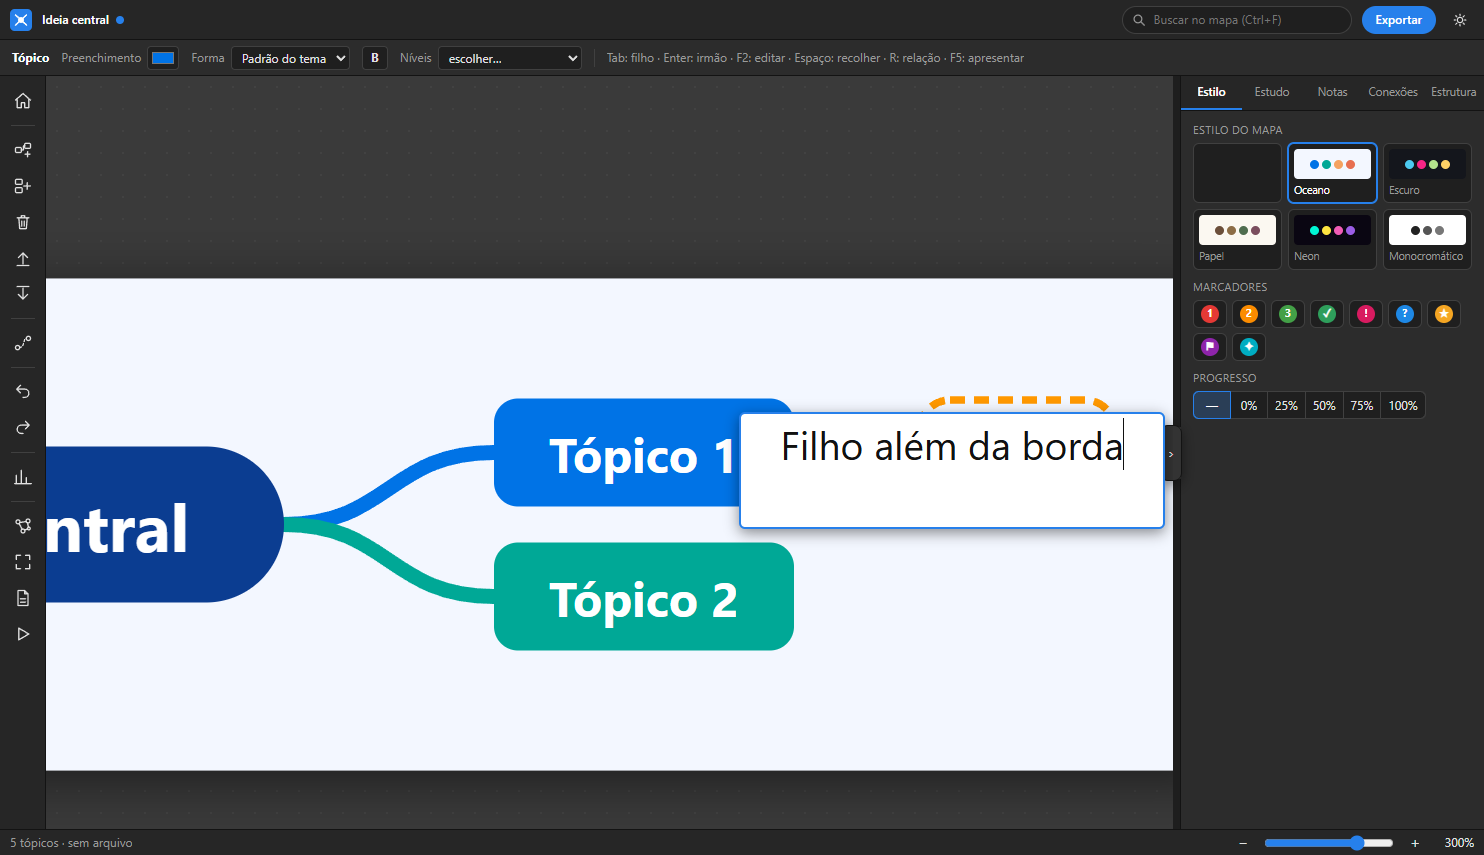 Ideia central
Buscar no mapa (Ctrl+F)
Exportar
Tópico
Preenchimento
Forma
Padrão do tema
B
Níveis
escolher...
Tab: filho · Enter: irmão · F2: editar · Espaço: recolher · R: relação · F5: apresentar
Estilo
Estudo
Notas
Conexões
Estrutura
ESTILO DO MAPA
Oceano
Escuro
Papel
Neon
Monocromático
MARCADORES
1
2
3
!
?
PROGRESSO
—
0%
25%
50%
75%
100%
ntral
Tópico 1
Filho além da borda
Tópico 2
5 tópicos · sem arquivo
300%